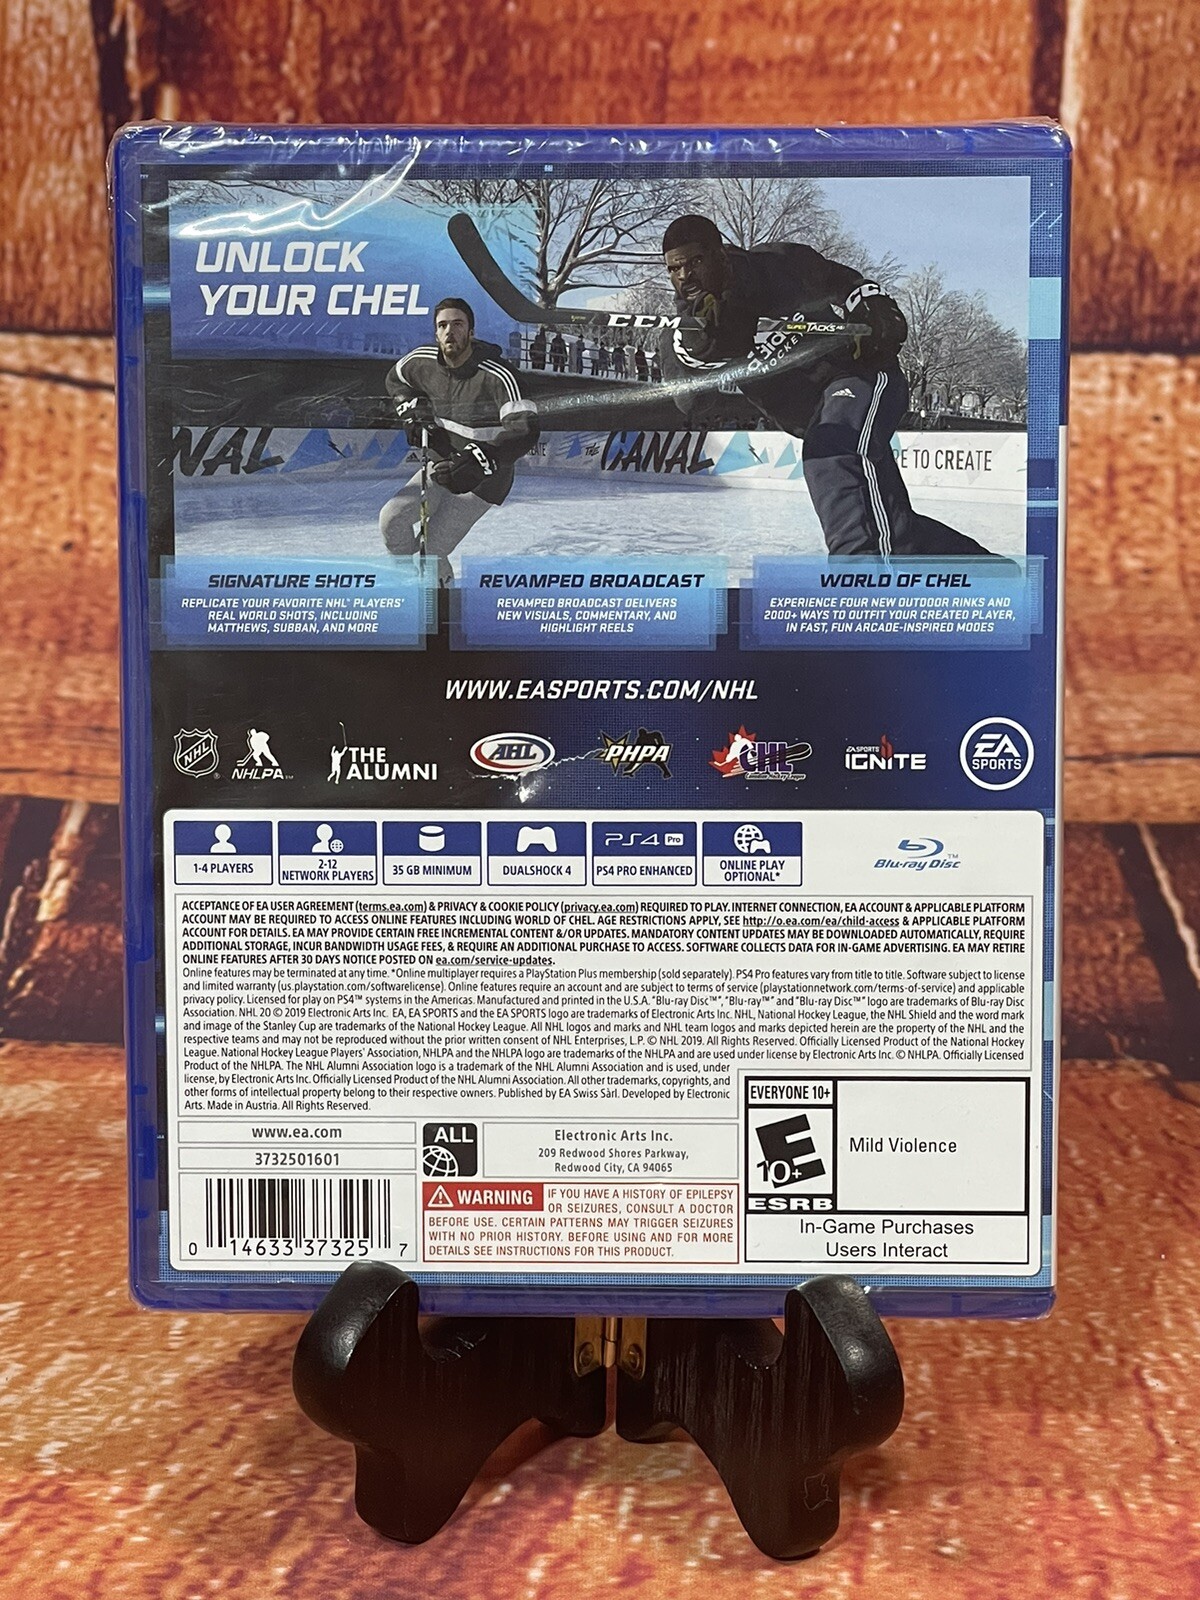 UNLOCK
YOUR CHEL
CCM
SUPER TACKS
CCM
adidas
HOCKEY
CCM
CCM
NAL
THE CANAL
RE TO CREATE
SIGNATURE SHOTS
REPLICATE YOUR FAVORITE NHL® PLAYERS'
REAL WORLD SHOTS, INCLUDING
MATTHEWS, SUBBAN, AND MORE
REVAMPED BROADCAST
REVAMPED BROADCAST DELIVERS
NEW VISUALS, COMMENTARY, AND
HIGHLIGHT REELS
WORLD OF CHEL
EXPERIENCE FOUR NEW OUTDOOR RINKS AND
2000+ WAYS TO OUTFIT YOUR CREATED PLAYER,
IN FAST, FUN ARCADE-INSPIRED MODES
WWW.EASPORTS.COM/NHL
NHL
NHLPA™
THE
ALUMNI
AHL
PHPA
CHL
Canadian Hockey League
EA SPORTS
IGNITE
EA
SPORTS
1-4 PLAYERS
2-12
NETWORK PLAYERS
35 GB MINIMUM
DUALSHOCK 4
PS4 Pro
PS4 PRO ENHANCED
ONLINE PLAY
OPTIONAL*
Blu-ray Disc™
ACCEPTANCE OF EA USER AGREEMENT (terms.ea.com) & PRIVACY & COOKIE POLICY (privacy.ea.com) REQUIRED TO PLAY. INTERNET CONNECTION, EA ACCOUNT & APPLICABLE PLATFORM
ACCOUNT MAY BE REQUIRED TO ACCESS ONLINE FEATURES INCLUDING WORLD OF CHEL. AGE RESTRICTIONS APPLY, SEE http://o.ea.com/ea/child-access & APPLICABLE PLATFORM
ACCOUNT FOR DETAILS. EA MAY PROVIDE CERTAIN FREE INCREMENTAL CONTENT &/OR UPDATES. MANDATORY CONTENT UPDATES MAY BE DOWNLOADED AUTOMATICALLY, REQUIRE
ADDITIONAL STORAGE, INCUR BANDWIDTH USAGE FEES, & REQUIRE AN ADDITIONAL PURCHASE TO ACCESS. SOFTWARE COLLECTS DATA FOR IN-GAME ADVERTISING. EA MAY RETIRE
ONLINE FEATURES AFTER 30 DAYS NOTICE POSTED ON ea.com/service-updates.
Online features may be terminated at any time. *Online multiplayer requires a PlayStation Plus membership (sold separately). PS4 Pro features vary from title to title. Software subject to license
and limited warranty (us.playstation.com/softwarelicense). Online features require an account and are subject to terms of service (playstationnetwork.com/terms-of-service) and applicable
privacy policy. Licensed for play on PS4™ systems in the Americas. Manufactured and printed in the U.S.A. "Blu-ray Disc™", "Blu-ray™" and "Blu-ray Disc™" logo are trademarks of Blu-ray Disc
Association. NHL 20 © 2019 Electronic Arts Inc. EA, EA SPORTS and the EA SPORTS logo are trademarks of Electronic Arts Inc. NHL, National Hockey League, the NHL Shield and the word mark
and image of the Stanley Cup are trademarks of the National Hockey League. All NHL logos and marks and NHL team logos and marks depicted herein are the property of the NHL and the
respective teams and may not be reproduced without the prior written consent of NHL Enterprises, L.P. © NHL 2019. All Rights Reserved. Officially Licensed Product of the National Hockey
League. National Hockey League Players' Association, NHLPA and the NHLPA logo are trademarks of the NHLPA and are used under license by Electronic Arts Inc. © NHLPA. Officially Licensed
Product of the NHLPA. The NHL Alumni Association logo is a trademark of the NHL Alumni Association and is used, under
license, by Electronic Arts Inc. Officially Licensed Product of the NHL Alumni Association. All other trademarks, copyrights, and
other forms of intellectual property belong to their respective owners. Published by EA Swiss Sàrl. Developed by Electronic
Arts. Made in Austria. All Rights Reserved.
www.ea.com
3732501601
0 14633 37325 7
ALL
Electronic Arts Inc.
209 Redwood Shores Parkway,
Redwood City, CA 94065
WARNING IF YOU HAVE A HISTORY OF EPILEPSY
OR SEIZURES, CONSULT A DOCTOR
BEFORE USE. CERTAIN PATTERNS MAY TRIGGER SEIZURES
WITH NO PRIOR HISTORY. BEFORE USING AND FOR MORE
DETAILS SEE INSTRUCTIONS FOR THIS PRODUCT.
EVERYONE 10+
E
10+
ESRB
Mild Violence
In-Game Purchases
Users Interact